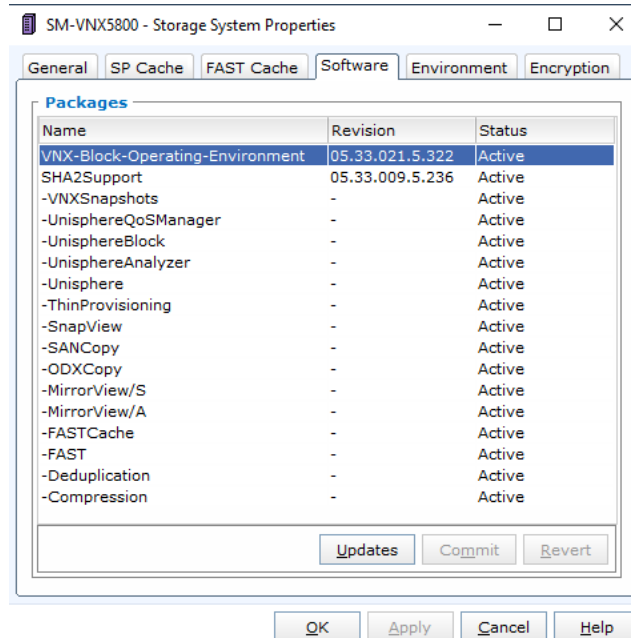 SM-VNX5800 - Storage System Properties
General SP Cache FAST Cache Software Environment Encryption
Packages
Name Revision Status
VNX-Block-Operating-Environment 05.33.021.5.322 Active
SHA2Support 05.33.009.5.236 Active
-VNXSnapshots - Active
-UnisphereQoSManager - Active
-UnisphereBlock - Active
-UnisphereAnalyzer - Active
-Unisphere - Active
-ThinProvisioning - Active
-SnapView - Active
-SANCopy - Active
-ODXCopy - Active
-MirrorView/S - Active
-MirrorView/A - Active
-FASTCache - Active
-FAST - Active
-Deduplication - Active
-Compression - Active
Updates Commit Revert
OK Apply Cancel Help